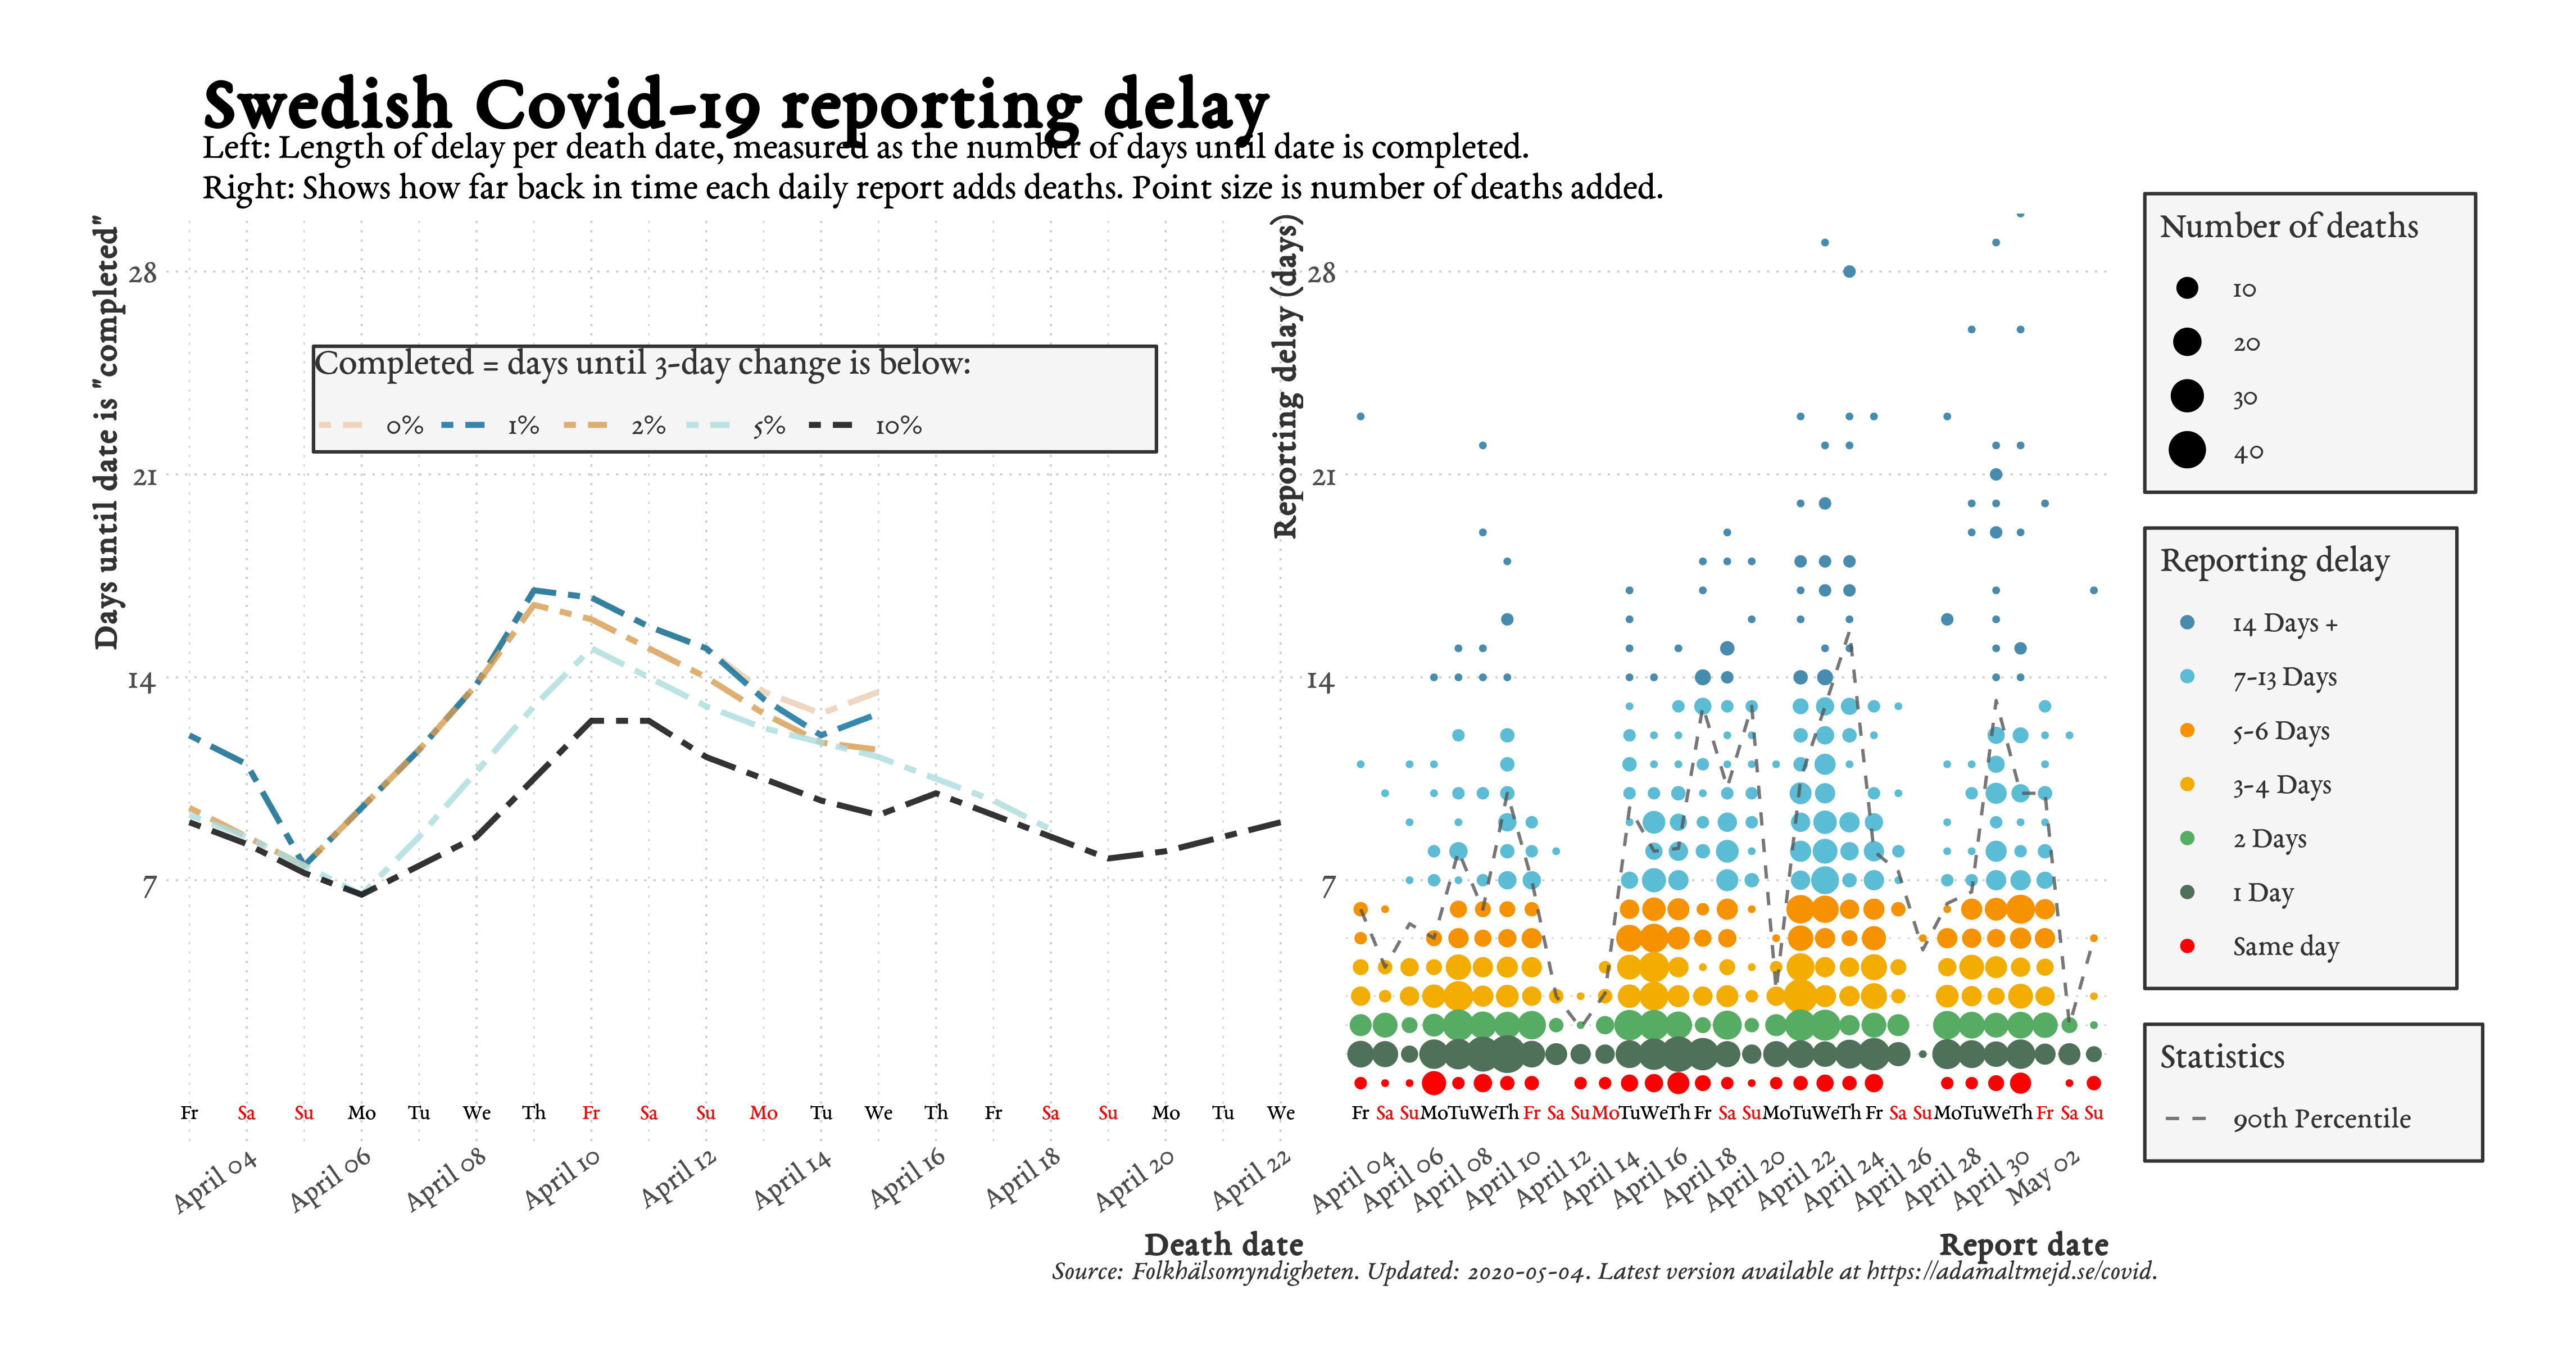 Swedish Covid-19 reporting delay
Left: Length of delay per death date, measured as the number of days until date is completed.
Right: Shows how far back in time each daily report adds deaths. Point size is number of deaths added.
Days until date is "completed"
28
21
14
7
Completed = days until 3-day change is below:
0% 1% 2% 5% 10%
Fr Sa Su Mo Tu We Th Fr Sa Su Mo Tu We Th Fr Sa Su Mo Tu We
April 04 April 06 April 08 April 10 April 12 April 14 April 16 April 18 April 20 April 22
Death date
Reporting delay (days)
28
21
14
7
Fr Sa Su Mo Tu We Th Fr Sa Su Mo Tu We Th Fr Sa Su Mo Tu We Th Fr Sa Su Mo Tu We Th Fr Sa Su
April 04 April 06 April 08 April 10 April 12 April 14 April 16 April 18 April 20 April 22 April 24 April 26 April 28 April 30 May 02
Report date
Number of deaths
10
20
30
40
Reporting delay
14 Days +
7-13 Days
5-6 Days
3-4 Days
2 Days
1 Day
Same day
Statistics
90th Percentile
Source: Folkhälsomyndigheten. Updated: 2020-05-04. Latest version available at https://adamaltmejd.se/covid.